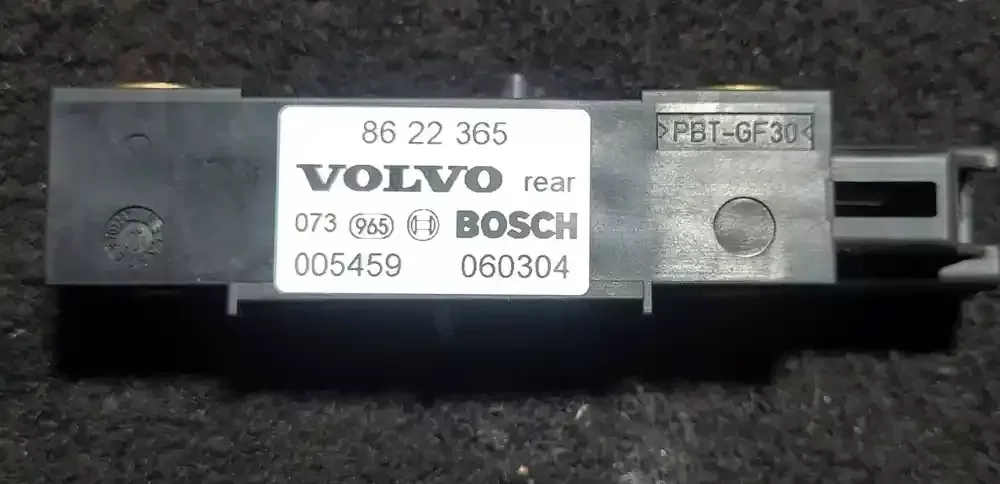 86 22 365
VOLVO rear
073 965 BOSCH
005459 060304
>PBT-GF30<